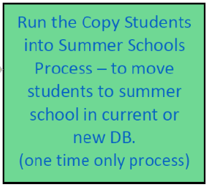 Run the Copy Students
into Summer Schools
Process – to move
students to summer
school in current or
new DB.
(one time only process)